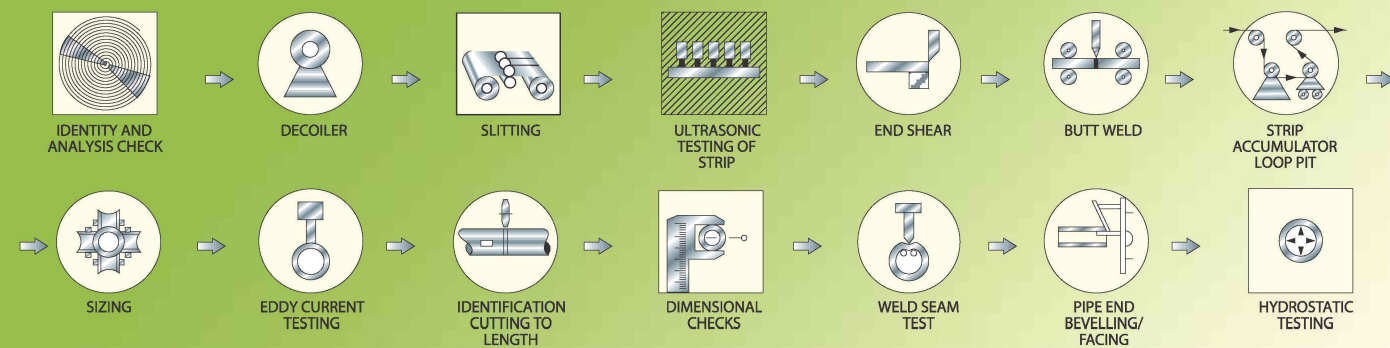 IDENTITY AND
ANALYSIS CHECK
DECOILER
SLITTING
ULTRASONIC
TESTING OF
STRIP
END SHEAR
BUTT WELD
STRIP
ACCUMULATOR
LOOP PIT
SIZING
EDDY CURRENT
TESTING
IDENTIFICATION
CUTTING TO
LENGTH
DIMENSIONAL
CHECKS
WELD SEAM
TEST
PIPE END
BEVELLING/
FACING
HYDROSTATIC
TESTING